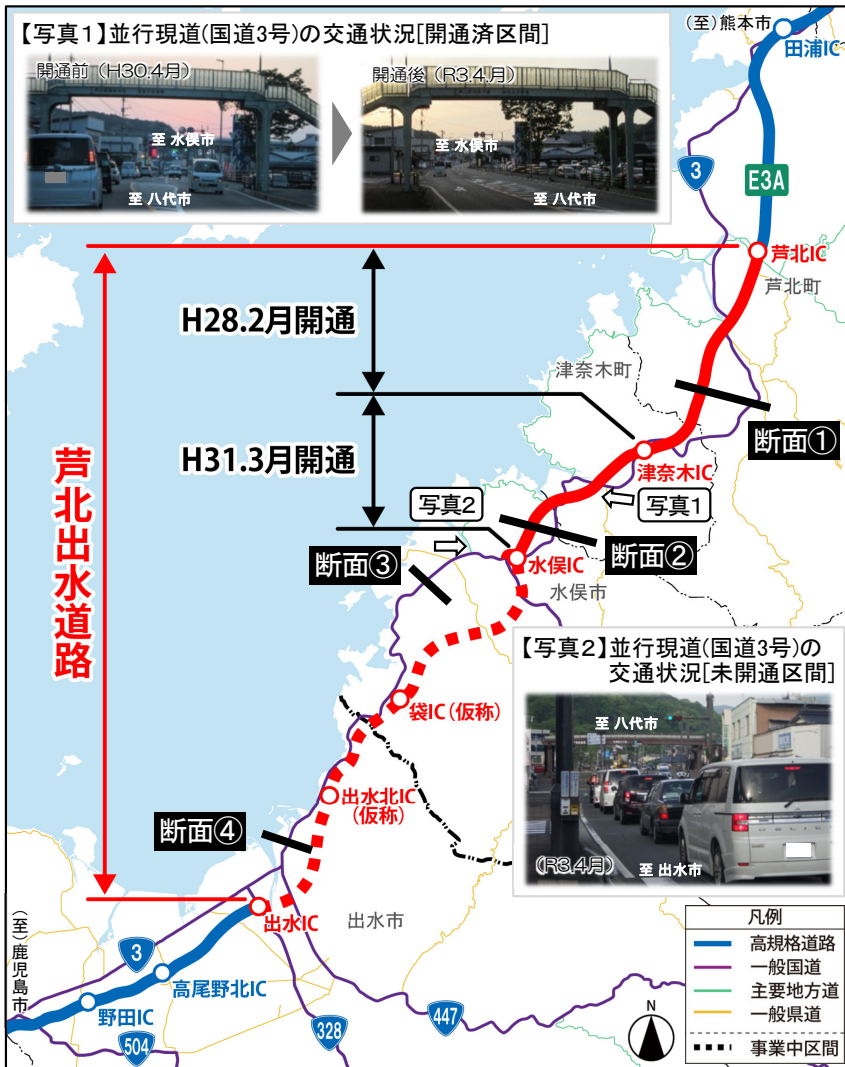 【写真1】並行現道(国道3号)の交通状況[開通済区間]
開通前(H30.4月)
至 水俣市
至 八代市
開通後(R3.4月)
至 水俣市
至 八代市
(至)熊本市
田浦IC
3
E3A
芦北IC
芦北町
H28.2月開通
津奈木町
断面①
H31.3月開通
津奈木IC
写真2
写真1
断面②
断面③
水俣IC
水俣市
芦北出水道路
【写真2】並行現道(国道3号)の
交通状況[未開通区間]
至 八代市
(R3.4月)
至 出水市
袋IC(仮称)
出水北IC
(仮称)
断面④
出水IC
出水市
(至)鹿児島市
3
高尾野北IC
野田IC
504
328
447
N
凡例
高規格道路
一般国道
主要地方道
一般県道
事業中区間